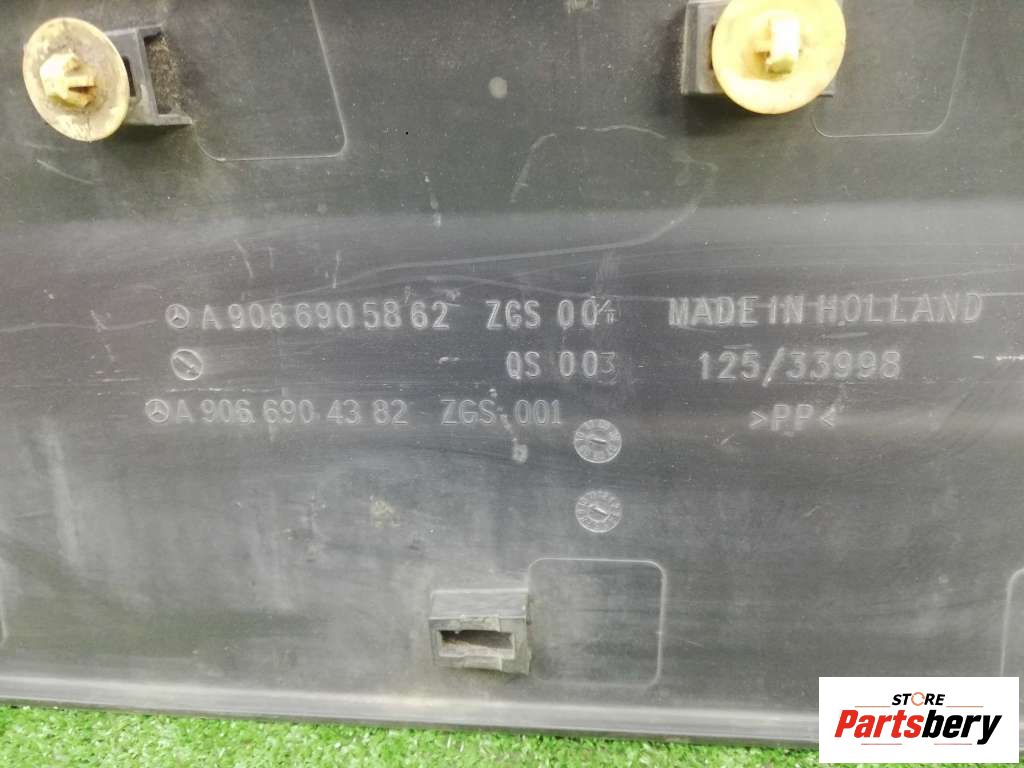 A 906 690 58 62 ZGS 004 MADE IN HOLLAND
QS 003 125/33998
A 906 690 43 82 ZGS 001 >PP<
STORE
Partsbery